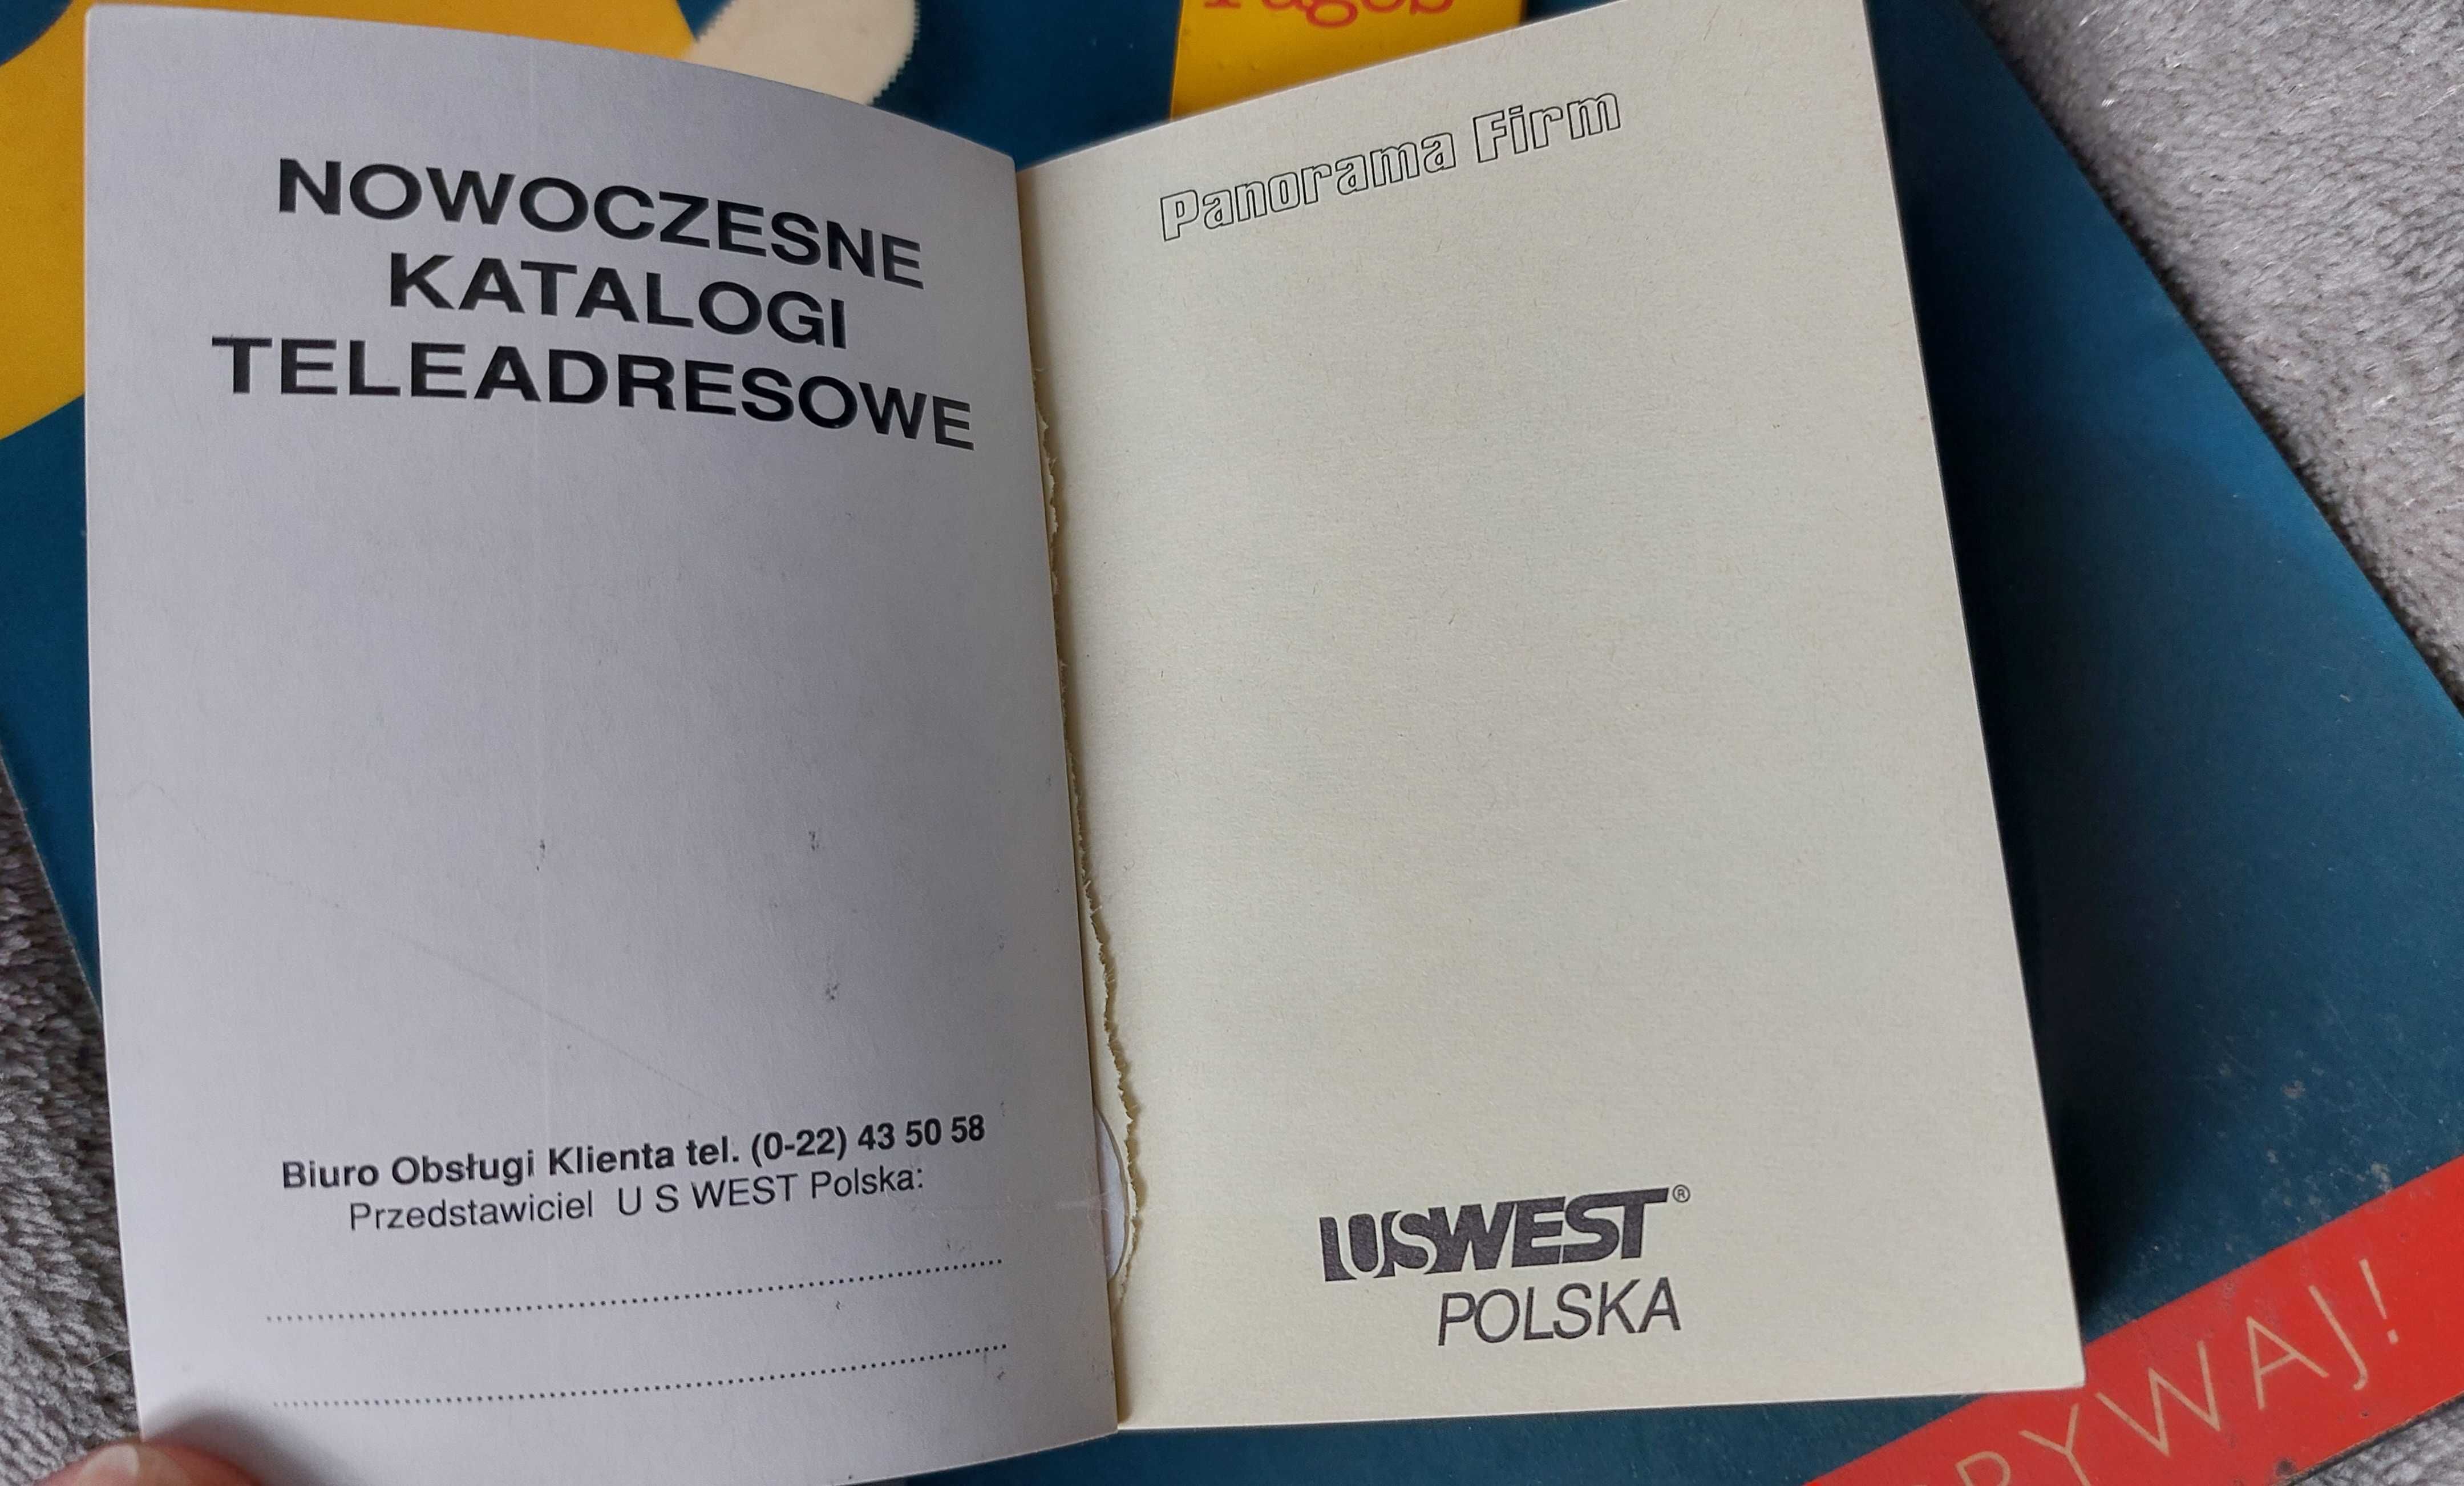 Pages
NOWOCZESNE
KATALOGI
TELEADRESOWE
Biuro Obsługi Klienta tel. (0-22) 43 50 58
Przedstawiciel U S WEST Polska:
Panorama Firm
USWEST®
POLSKA
RYWAJ!